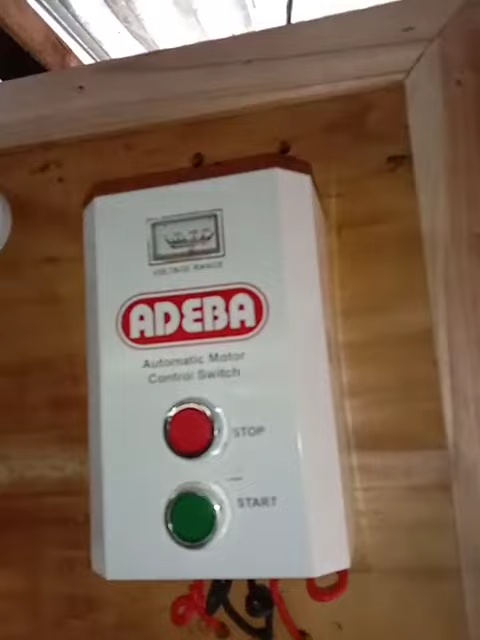 VOLTAGE RANGE
ADEBA
Automatic Motor
Control Switch
STOP
START